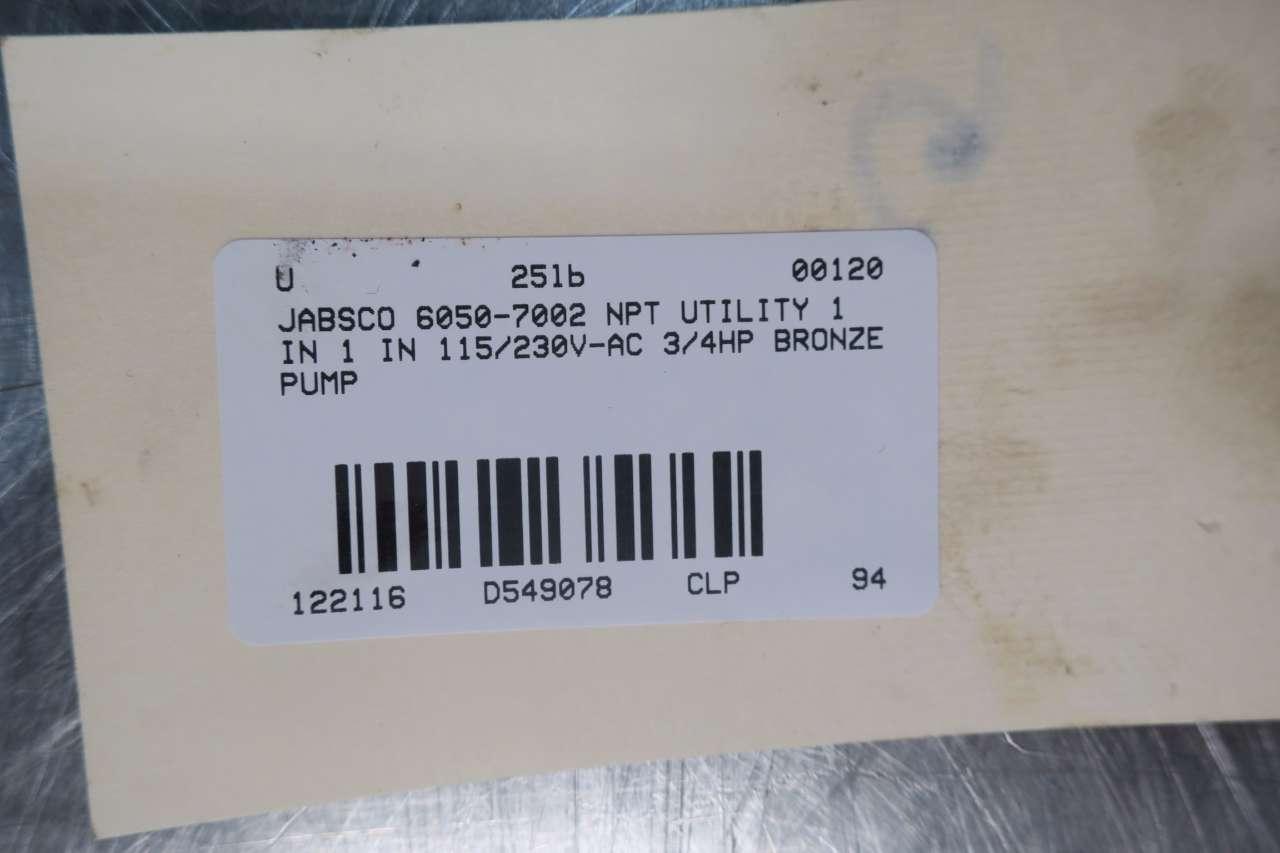 U 25lb 00120
JABSCO 6050-7002 NPT UTILITY 1
IN 1 IN 115/230V-AC 3/4HP BRONZE
PUMP
122116 D549078 CLP 94